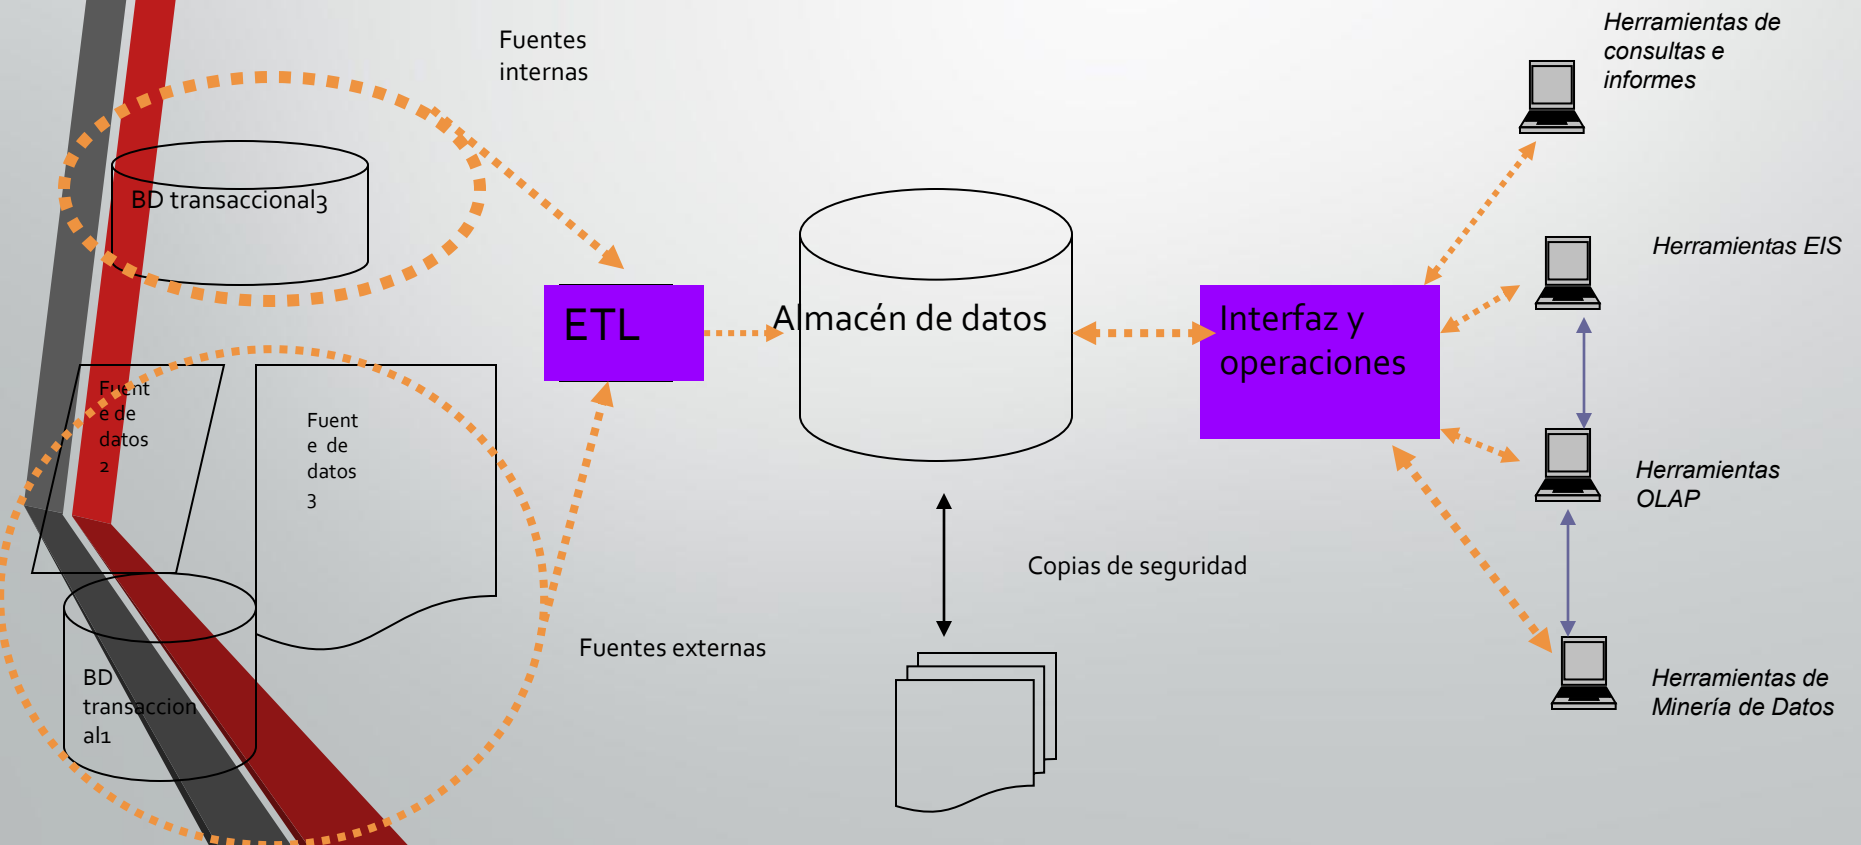 Fuentes
internas
BD transaccional3
Fuent
e de
datos
2
Fuent
e de
datos
3
BD
transaccion
al1
Fuentes externas
ETL
Almacén de datos
Copias de seguridad
Interfaz y
operaciones
Herramientas de
consultas e
informes
Herramientas EIS
Herramientas
OLAP
Herramientas de
Minería de Datos